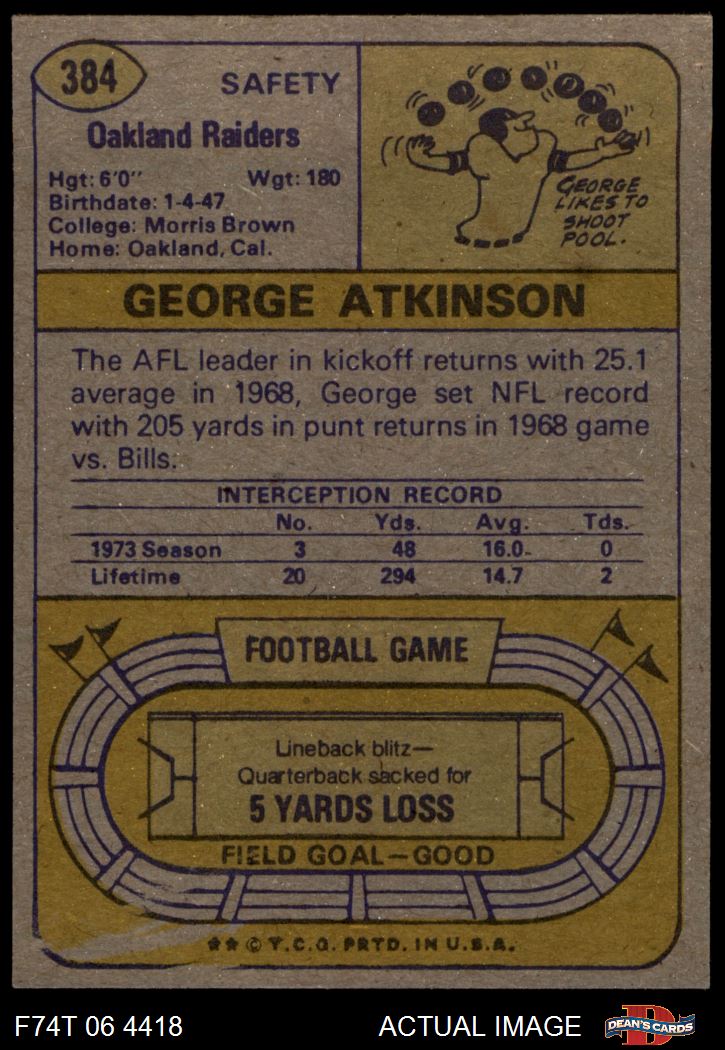 384
SAFETY
Oakland Raiders
Hgt: 6'0" Wgt: 180
Birthdate: 1-4-47
College: Morris Brown
Home: Oakland, Cal.
GEORGE
LIKES TO
SHOOT
POOL.
GEORGE ATKINSON
The AFL leader in kickoff returns with 25.1
average in 1968, George set NFL record
with 205 yards in punt returns in 1968 game
vs. Bills.
INTERCEPTION RECORD
No. Yds. Avg. Tds.
1973 Season 3 48 16.0 0
Lifetime 20 294 14.7 2
FOOTBALL GAME
Lineback blitz—
Quarterback sacked for
5 YARDS LOSS
FIELD GOAL—GOOD
** © T.C.G. PRTD. IN U.S.A.
F74T 06 4418 ACTUAL IMAGE
D
DEAN'S CARDS